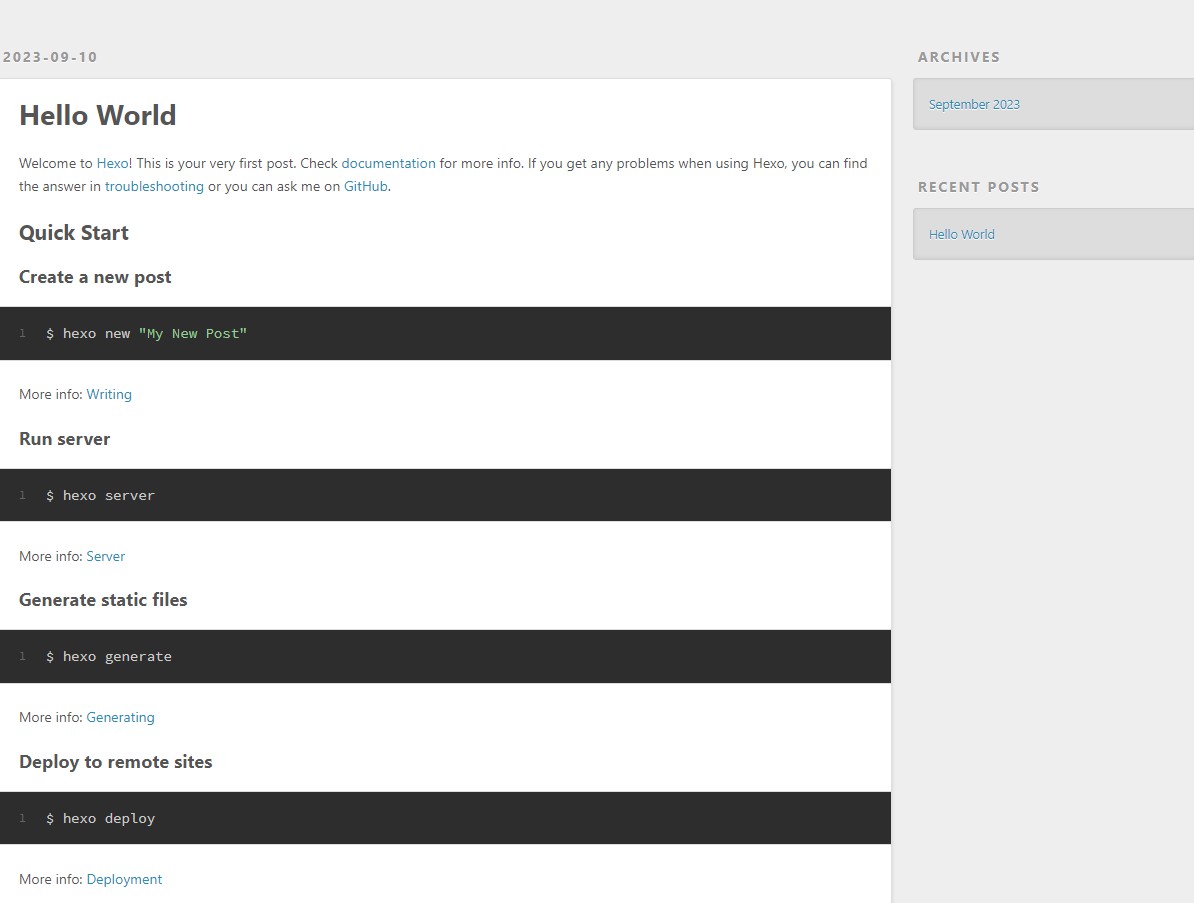 2023-09-10
Hello World
Welcome to Hexo! This is your very first post. Check documentation for more info. If you get any problems when using Hexo, you can find
the answer in troubleshooting or you can ask me on GitHub.
Quick Start
Create a new post
1 $ hexo new "My New Post"
More info: Writing
Run server
1 $ hexo server
More info: Server
Generate static files
1 $ hexo generate
More info: Generating
Deploy to remote sites
1 $ hexo deploy
More info: Deployment
ARCHIVES
September 2023
RECENT POSTS
Hello World